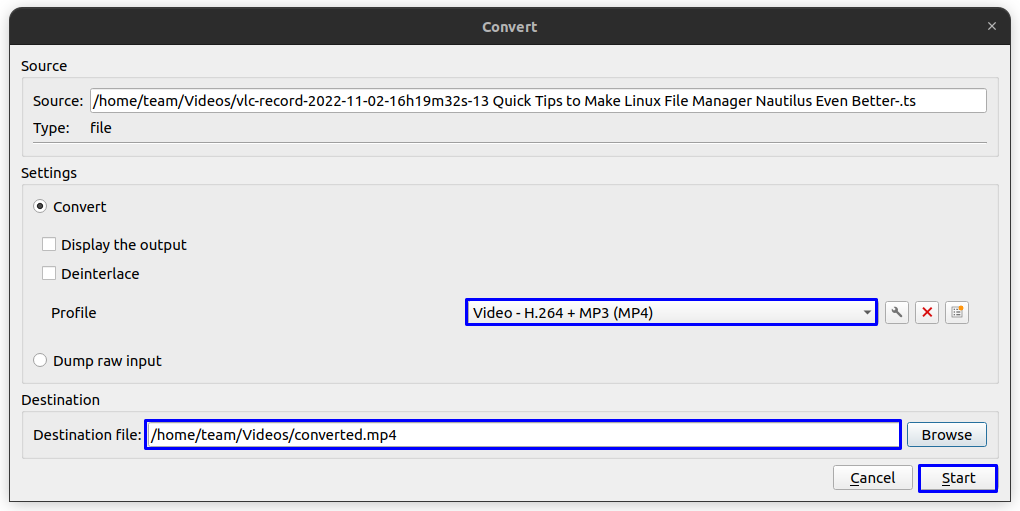 Convert
Source
Source: /home/team/Videos/vlc-record-2022-11-02-16h19m32s-13 Quick Tips to Make Linux File Manager Nautilus Even Better-.ts
Type: file
Settings
Convert
Display the output
Deinterlace
Profile Video - H.264 + MP3 (MP4)
Dump raw input
Destination
Destination file: /home/team/Videos/converted.mp4 Browse
Cancel Start